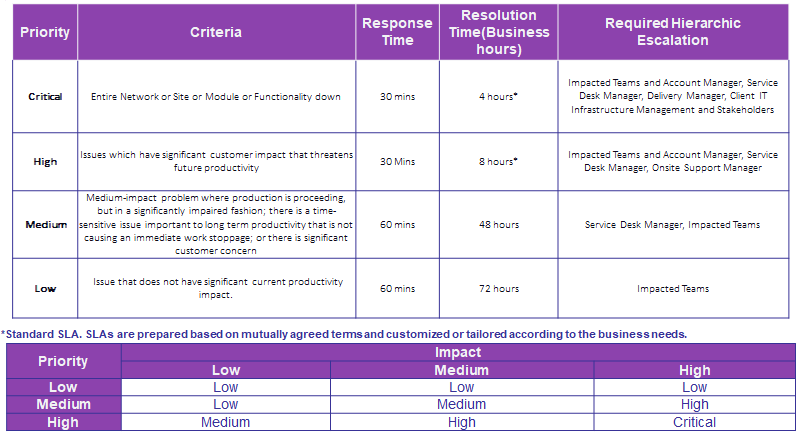 Priority Criteria Response Time Resolution Time(Business hours) Required Hierarchic Escalation
Critical Entire Network or Site or Module or Functionality down 30 mins 4 hours* Impacted Teams and Account Manager, Service
Desk Manager, Delivery Manager, Client IT
Infrastructure Management and Stakeholders
High Issues which have significant customer impact that threatens
future productivity 30 Mins 8 hours* Impacted Teams and Account Manager, Service
Desk Manager, Onsite Support Manager
Medium Medium-impact problem where production is proceeding,
but in a significantly impaired fashion; there is a time-
sensitive issue important to long term productivity that is not
causing an immediate work stoppage; or there is significant
customer concern 60 mins 48 hours Service Desk Manager, Impacted Teams
Low Issue that does not have significant current productivity
impact. 60 mins 72 hours Impacted Teams
*Standard SLA. SLAs are prepared based on mutually agreed terms and customized or tailored according to the business needs.
Priority Impact
Low Medium High
Low Low Low Low
Medium Low Medium High
High Medium High Critical